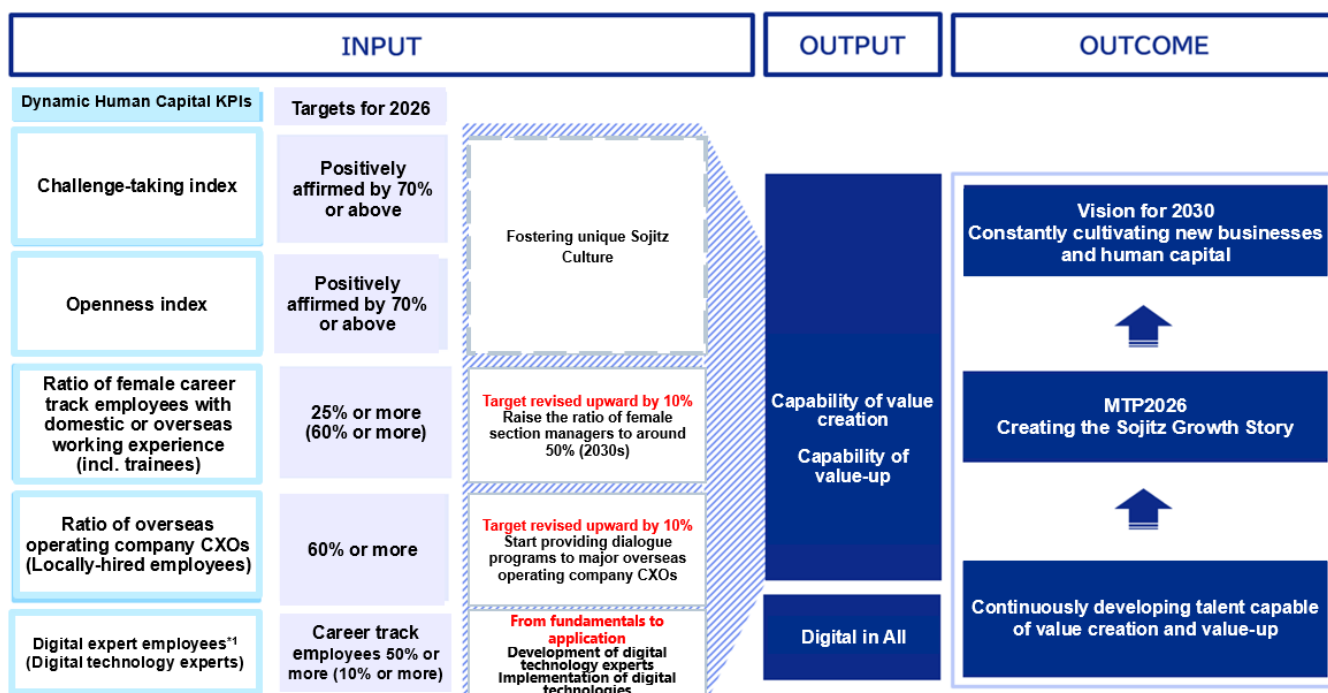 INPUT
OUTPUT
OUTCOME
Dynamic Human Capital KPIs
Targets for 2026
Challenge-taking index
Positively
affirmed by 70%
or above
Fostering unique Sojitz
Culture
Openness index
Positively
affirmed by 70%
or above
Ratio of female career
track employees with
domestic or overseas
working experience
(incl. trainees)
25% or more
(60% or more)
Target revised upward by 10%
Raise the ratio of female
section managers to around
50% (2030s)
Ratio of overseas
operating company CXOs
(Locally-hired employees)
60% or more
Target revised upward by 10%
Start providing dialogue
programs to major overseas
operating company CXOs
Digital expert employees*1
(Digital technology experts)
Career track
employees 50% or
more (10% or more)
From fundamentals to
application
Development of digital
technology experts
Implementation of digital
technologies
Capability of value
creation
Capability of
value-up
Digital in All
Vision for 2030
Constantly cultivating new businesses
and human capital
MTP2026
Creating the Sojitz Growth Story
Continuously developing talent capable
of value creation and value-up